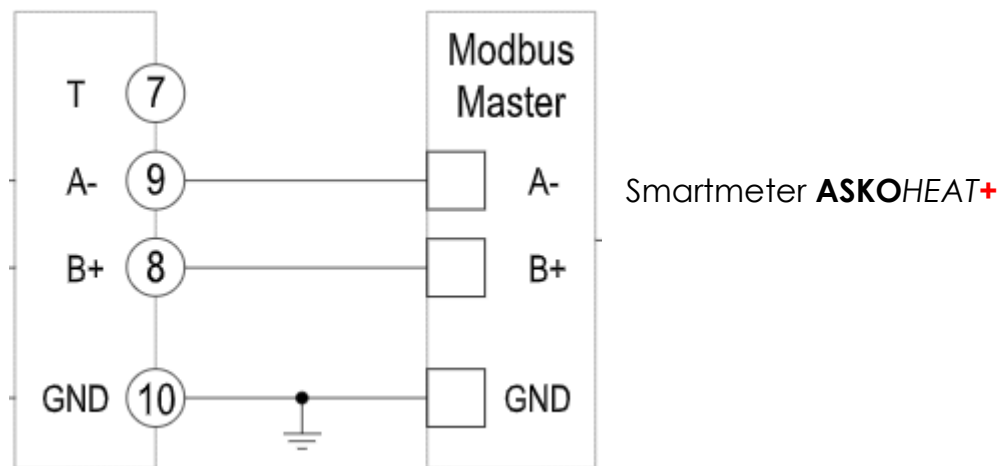 Modbus
Master
T 7
A- 9 A- Smartmeter ASKOHEAT+
B+ 8 B+
GND 10 GND